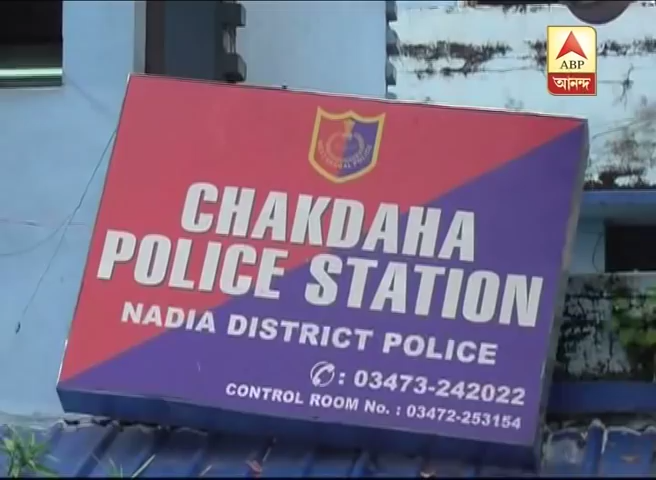 ABP
আনন্দ
CHAKDAHA
POLICE STATION
NADIA DISTRICT POLICE
✆ : 03473-242022
CONTROL ROOM No. : 03472-253154